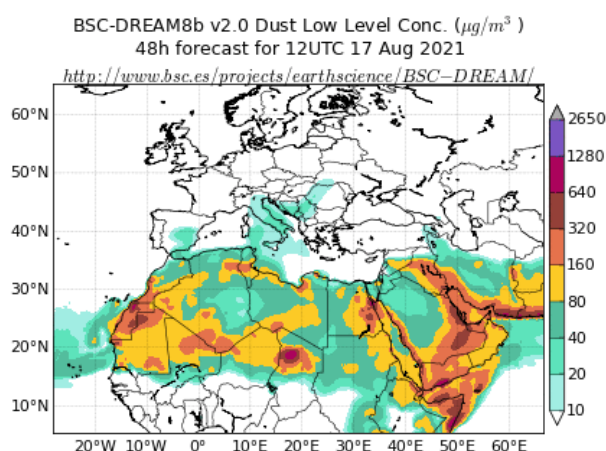 BSC-DREAM8b v2.0 Dust Low Level Conc. (μg/m³ )
48h forecast for 12UTC 17 Aug 2021
http://www.bsc.es/projects/earthscience/BSC−DREAM/
60°N
50°N
40°N
30°N
20°N
10°N
20°W 10°W 0° 10°E 20°E 30°E 40°E 50°E 60°E
2650
1280
640
320
160
80
40
20
10